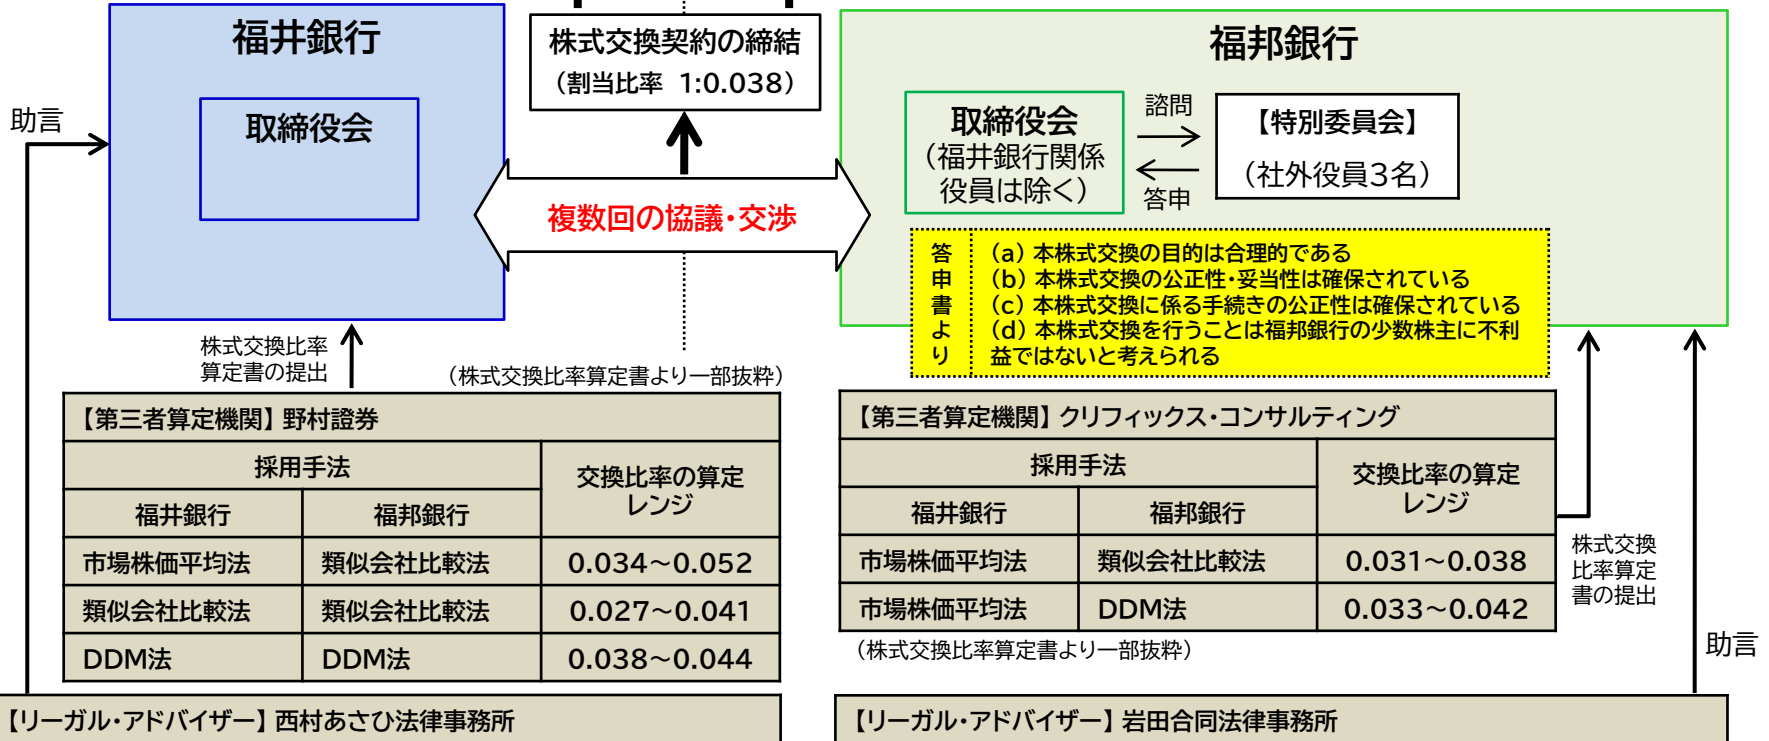 福井銀行
取締役会
助言
株式交換契約の締結
(割当比率 1:0.038)
複数回の協議・交渉
福邦銀行
取締役会
(福井銀行関係
役員は除く)
諮問
答申
【特別委員会】
(社外役員3名)
答申書より
(a) 本株式交換の目的は合理的である
(b) 本株式交換の公正性・妥当性は確保されている
(c) 本株式交換に係る手続きの公正性は確保されている
(d) 本株式交換を行うことは福邦銀行の少数株主に不利
益ではないと考えられる
株式交換比率
算定書の提出
(株式交換比率算定書より一部抜粋)
【第三者算定機関】 野村證券
採用手法
交換比率の算定
レンジ
福井銀行 福邦銀行
市場株価平均法 類似会社比較法 0.034～0.052
類似会社比較法 類似会社比較法 0.027～0.041
DDM法 DDM法 0.038～0.044
【リーガル・アドバイザー】 西村あさひ法律事務所
【第三者算定機関】 クリフィックス・コンサルティング
採用手法
交換比率の算定
レンジ
福井銀行 福邦銀行
市場株価平均法 類似会社比較法 0.031～0.038
市場株価平均法 DDM法 0.033～0.042
(株式交換比率算定書より一部抜粋)
株式交換
比率算定
書の提出
助言
【リーガル・アドバイザー】 岩田合同法律事務所